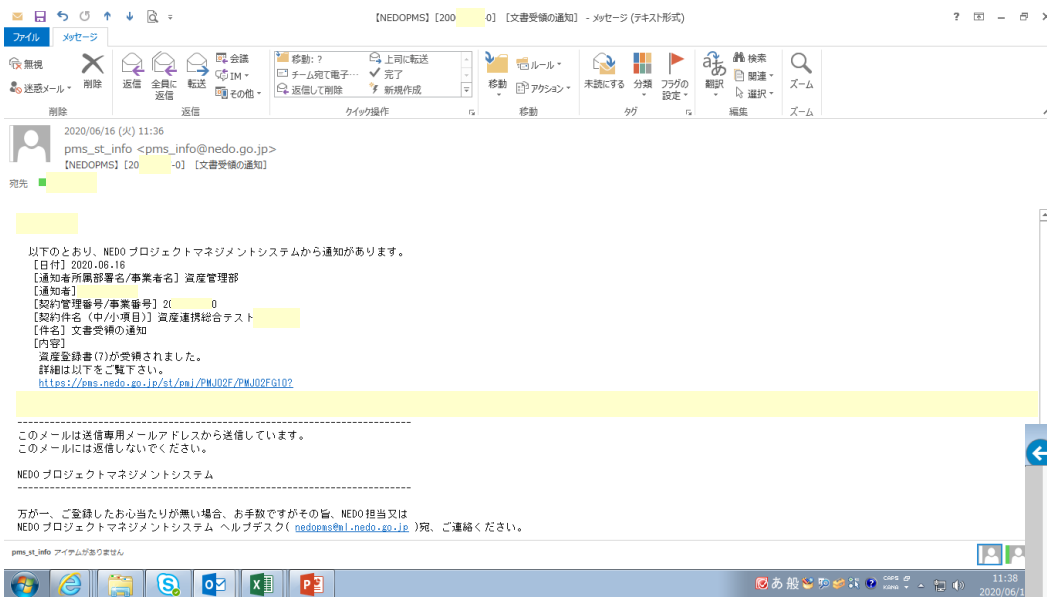 【NEDOPMS】[200 -0] [文書受領の通知] - メッセージ (テキスト形式)
ファイル メッセージ
無視
迷惑メール
削除
返信
全員に返信
転送
会議
IM
その他
移動: ?
チーム宛て電子…
返信して削除
上司に転送
完了
新規作成
移動
ルール
アクション
未読にする
分類
フラグの設定
翻訳
検索
関連
選択
ズーム
削除 返信 クイック操作 移動 タグ 編集 ズーム
2020/06/16 (火) 11:36
pms_st_info <pms_info@nedo.go.jp>
【NEDOPMS】[20 -0] [文書受領の通知]
宛先
以下のとおり、NEDOプロジェクトマネジメントシステムから通知があります。
[日付] 2020.06.16
[通知者所属部署名/事業者名] 資産管理部
[通知者]
[契約管理番号/事業番号] 20 0
[契約件名（中/小項目)] 資産連携総合テスト
[件名] 文書受領の通知
[内容]
資産登録書(7)が受領されました。
詳細は以下をご覧下さい。
https://pms.nedo.go.jp/st/pmj/PMJ02F/PMJ02FG10?
このメールは送信専用メールアドレスから送信しています。
このメールには返信しないでください。
NEDOプロジェクトマネジメントシステム
万が一、ご登録したお心当たりが無い場合、お手数ですがその旨、NEDO担当又は
NEDOプロジェクトマネジメントシステム ヘルプデスク( nedopms@ml.nedo.go.jp )宛、ご連絡ください。
pms_st_info アイテムがありません
あ 般 CAPS KANA 11:38
2020/06/1